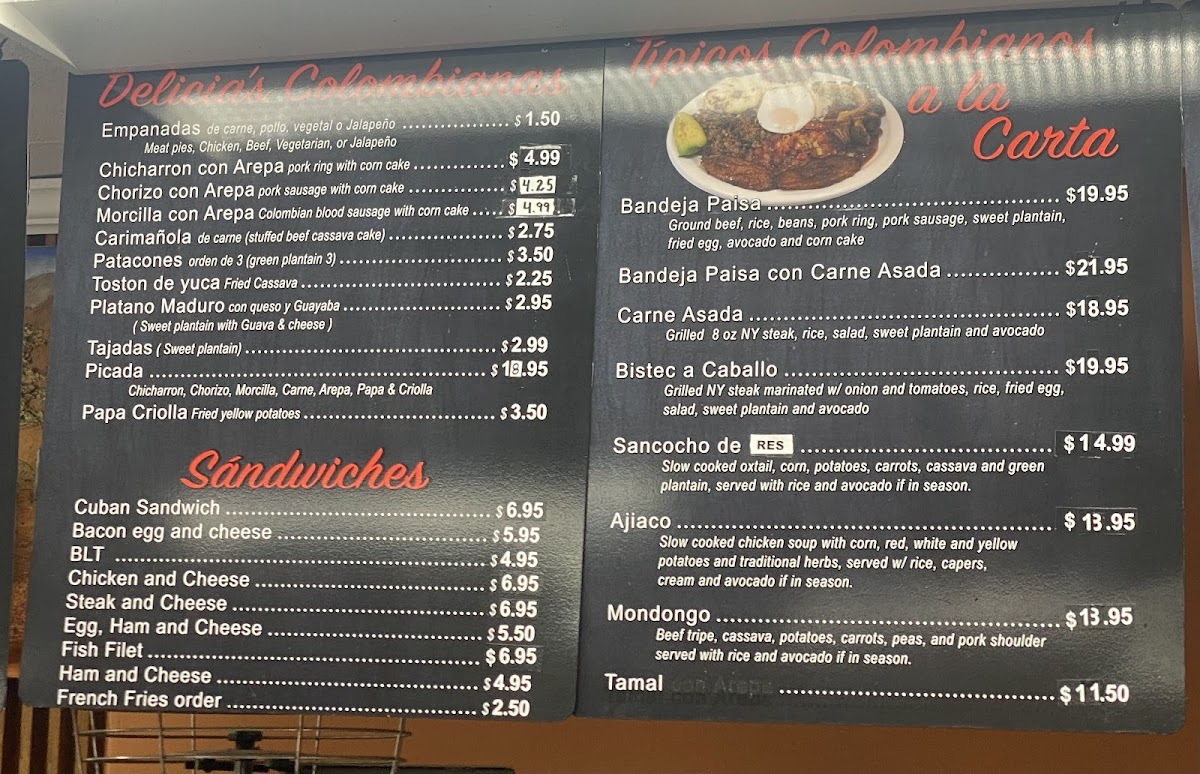 Delicia's Colombianas
Empanadas de carne, pollo, vegetal o Jalapeño ........................ $1.50
Meat pies, Chicken, Beef, Vegetarian, or Jalapeño
Chicharron con Arepa pork ring with corn cake ................ $4.99
Chorizo con Arepa pork sausage with corn cake ................. $4.25
Morcilla con Arepa Colombian blood sausage with corn cake ...... $4.99
Carimañola de carne (stuffed beef cassava cake) .................... $2.75
Patacones orden de 3 (green plantain 3) ............................. $3.50
Toston de yuca Fried Cassava ................................... $2.25
Platano Maduro con queso y Guayaba ............................ $2.95
( Sweet plantain with Guava & cheese )
Tajadas ( Sweet plantain) ............................................ $2.99
Picada ............................................................ $18.95
Chicharron, Chorizo, Morcilla, Carne, Arepa, Papa & Criolla
Papa Criolla Fried yellow potatoes ................................. $3.50
Sándwiches
Cuban Sandwich .............................................. $6.95
Bacon egg and cheese ..................................... $5.95
BLT ................................................................ $4.95
Chicken and Cheese ......................................... $6.95
Steak and Cheese ............................................ $6.95
Egg, Ham and Cheese ...................................... $5.50
Fish Filet ......................................................... $6.95
Ham and Cheese ............................................. $4.95
French Fries order ........................................... $2.50
Típicos Colombianos
a la
Carta
Bandeja Paisa .................................................. $19.95
Ground beef, rice, beans, pork ring, pork sausage, sweet plantain,
fried egg, avocado and corn cake
Bandeja Paisa con Carne Asada ................... $21.95
Carne Asada .................................................... $18.95
Grilled 8 oz NY steak, rice, salad, sweet plantain and avocado
Bistec a Caballo ............................................... $19.95
Grilled NY steak marinated w/ onion and tomatoes, rice, fried egg,
salad, sweet plantain and avocado
Sancocho de RES ............................................ $14.99
Slow cooked oxtail, corn, potatoes, carrots, cassava and green
plantain, served with rice and avocado if in season.
Ajiaco ............................................................... $13.95
Slow cooked chicken soup with corn, red, white and yellow
potatoes and traditional herbs, served w/ rice, capers,
cream and avocado if in season.
Mondongo ........................................................ $13.95
Beef tripe, cassava, potatoes, carrots, peas, and pork shoulder
served with rice and avocado if in season.
Tamal con Arepa ............................................... $11.50